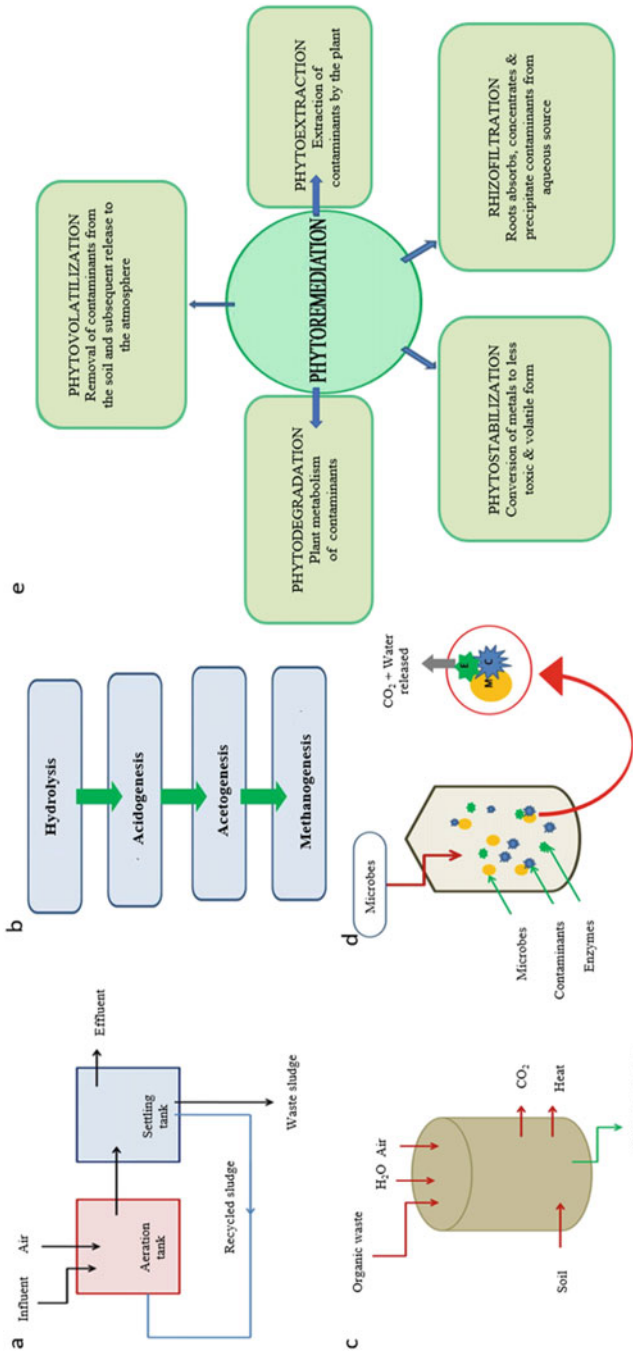 a
Influent
Air
Aeration
tank
Settling
tank
Effluent
Recycled sludge
Waste sludge
b
Hydrolysis
Acidogenesis
Acetogenesis
Methanogenesis
c
Organic waste
H₂O Air
CO₂
Heat
Soil
d
Microbes
Microbes
Contaminants
Enzymes
CO₂ + Water
released
M
E
C
e
PHYTOVOLATILIZATION
Removal of contaminants from
the soil and subsequent release to
the atmosphere
PHYTODEGRADATION
Plant metabolism
of contaminants
PHYTOREMEDIATION
PHYTOEXTRACTION
Extraction of
contaminants by the plant
PHYTOSTABILIZATION
Conversion of metals to less
toxic & volatile form
RHIZOFILTRATION
Roots absorbs, concentrates &
precipitate contaminants from
aqueous source